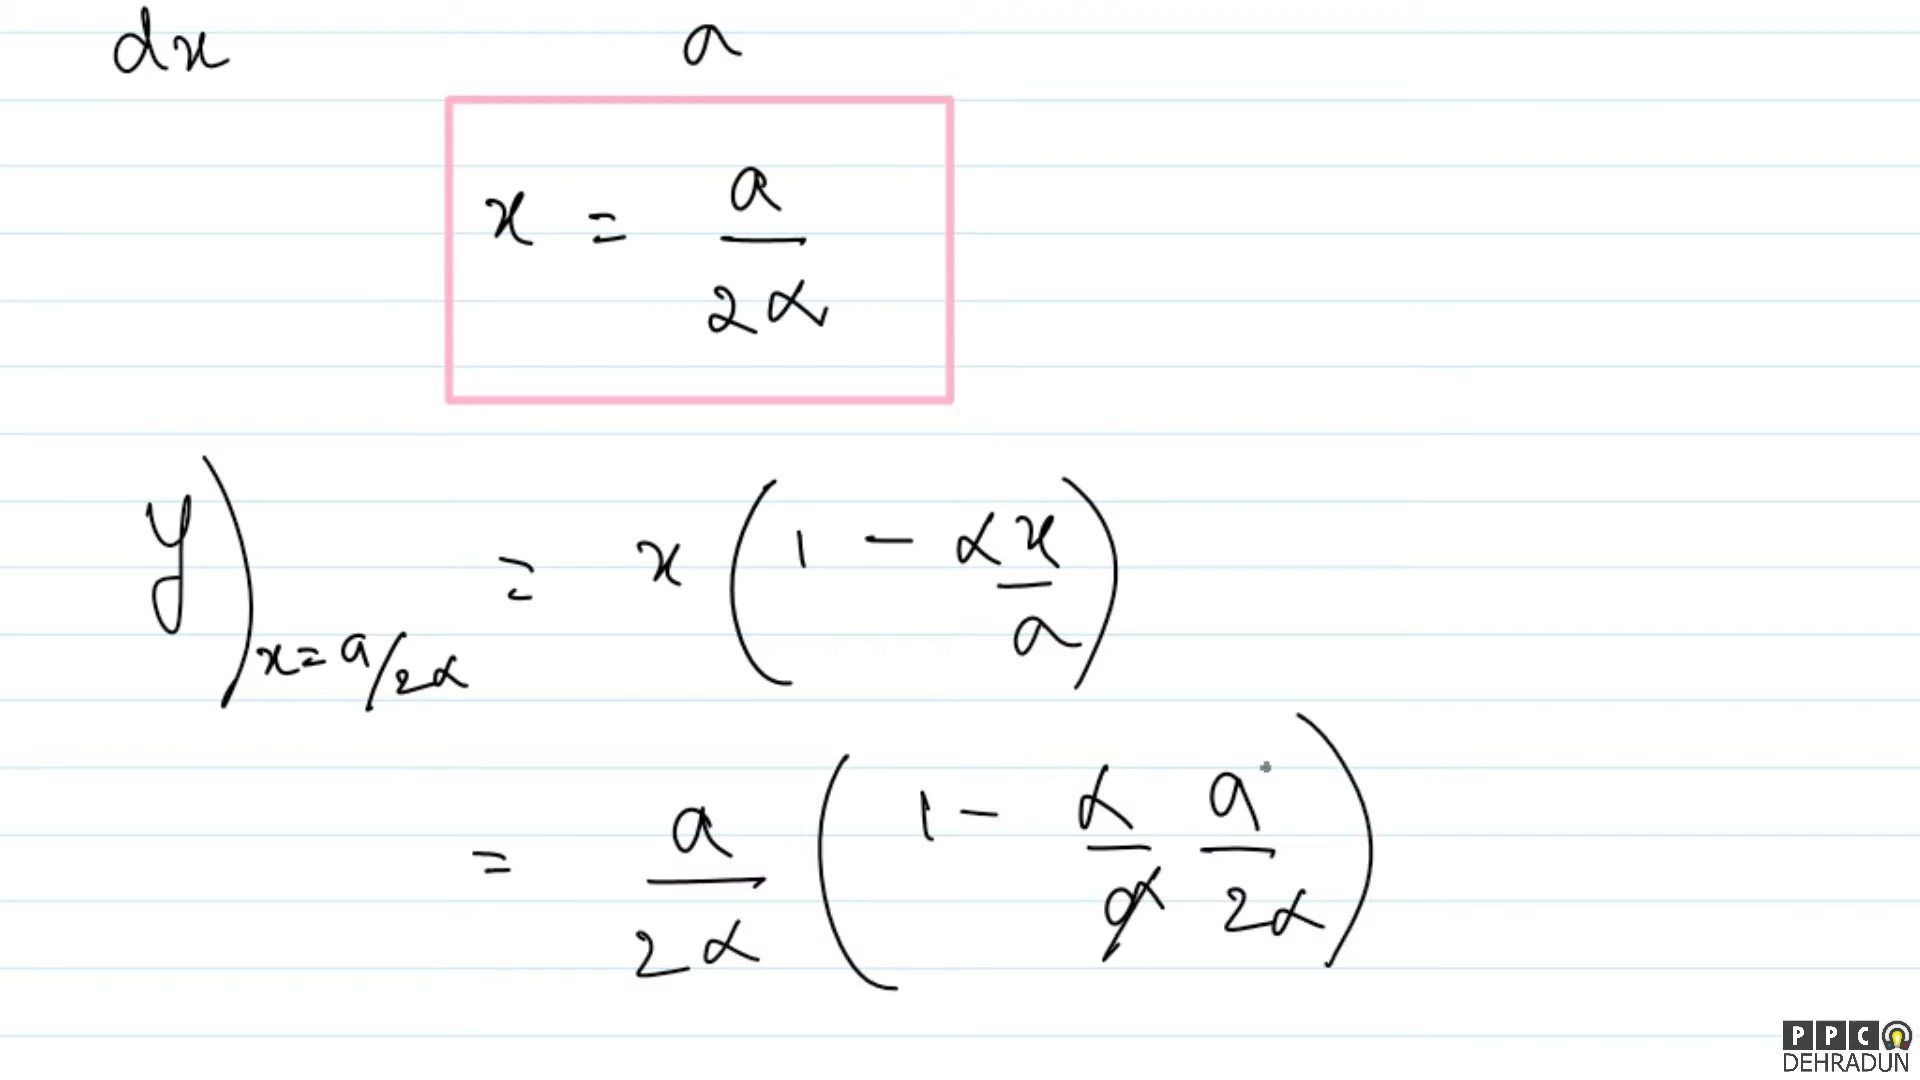 dx a
x = a/2α
y)x=a/2α = x(1 - αx/a)
= a/2α (1 - α/a a/2α)
PPC
DEHRADUN